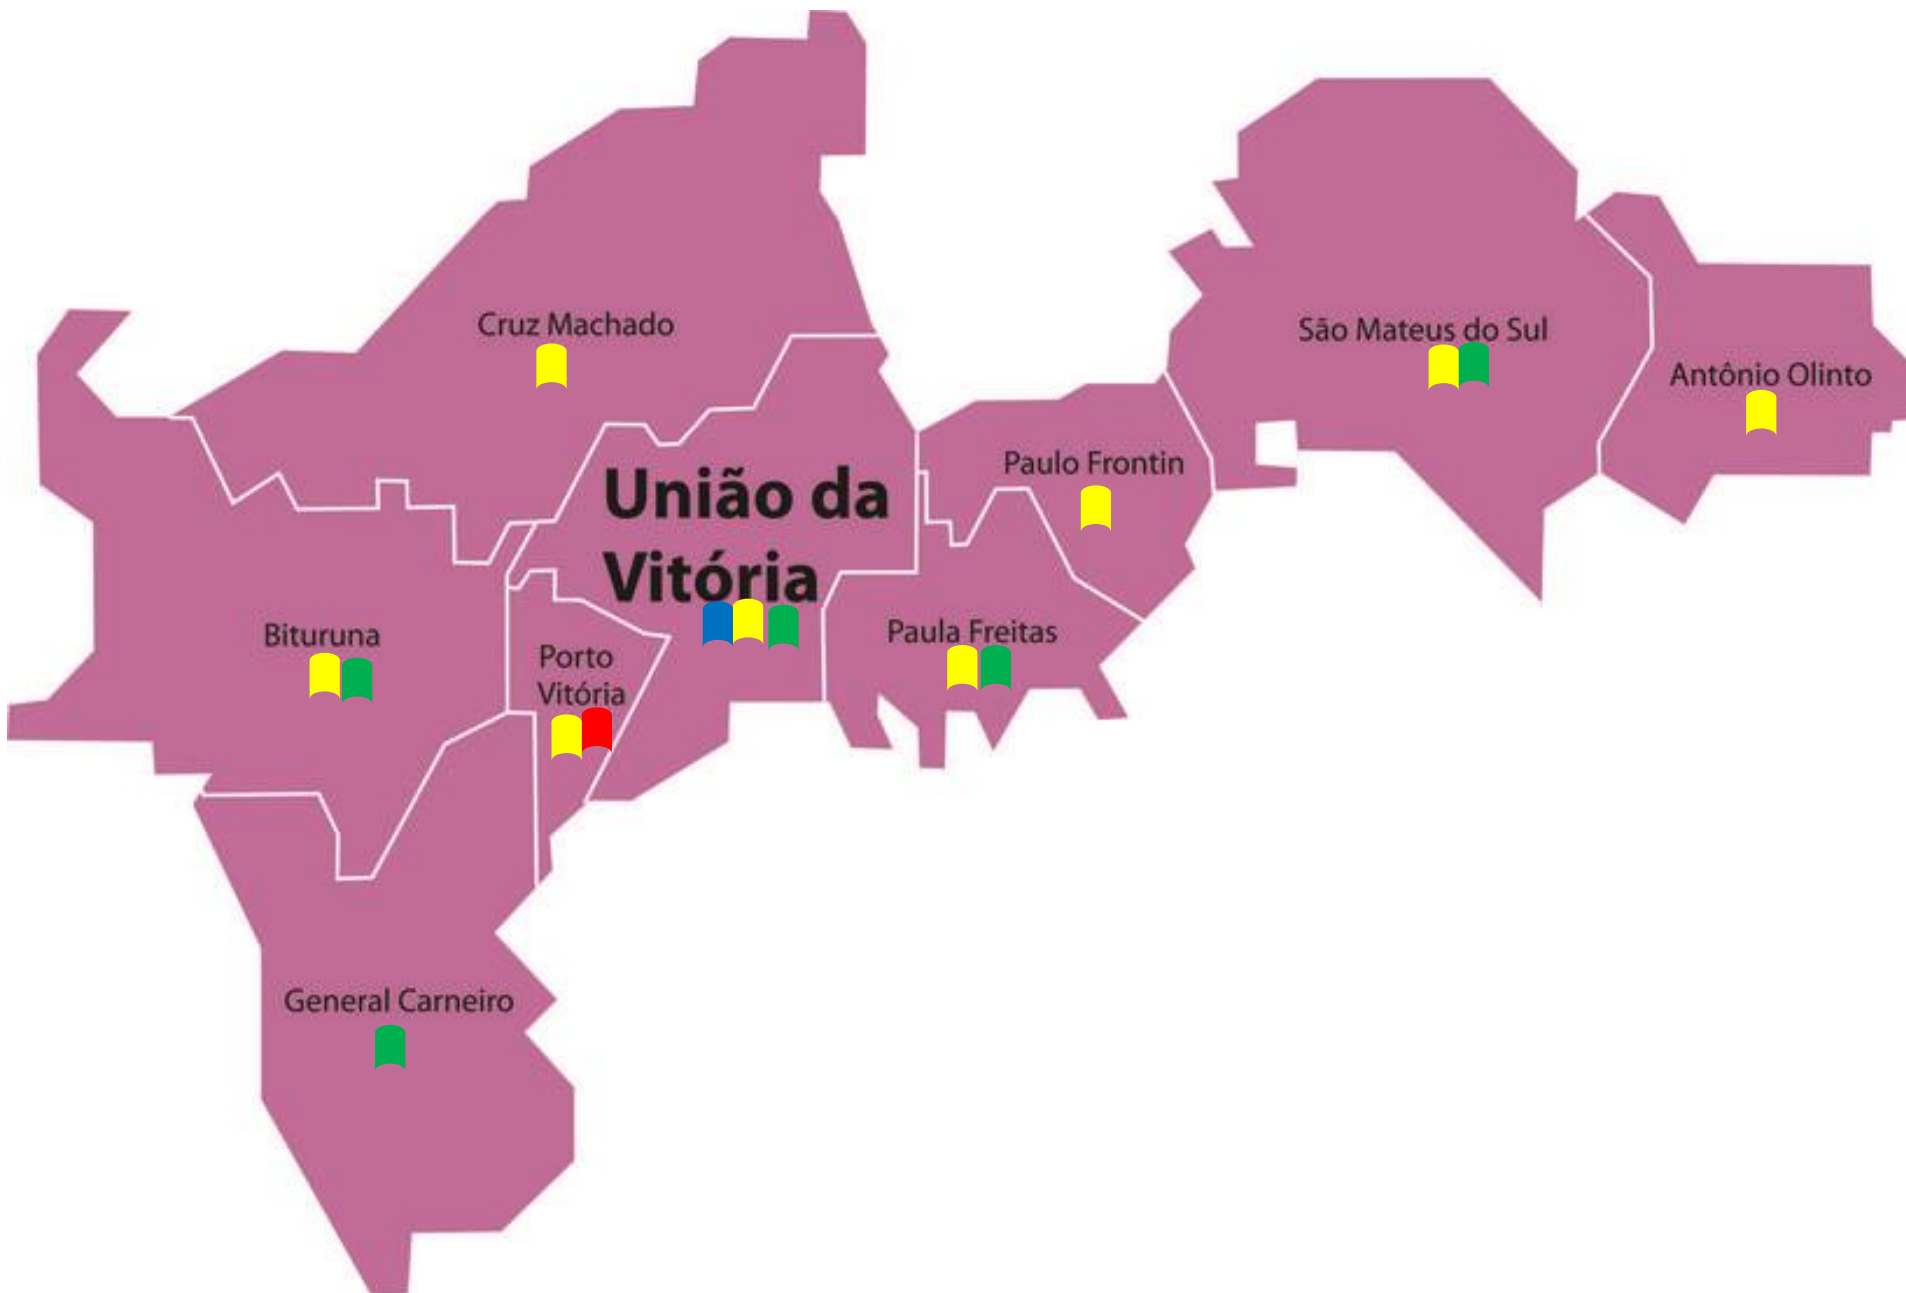 Cruz Machado
São Mateus do Sul
Antônio Olinto
Paulo Frontin
União da
Vitória
Bituruna
Porto
Vitória
Paula Freitas
General Carneiro